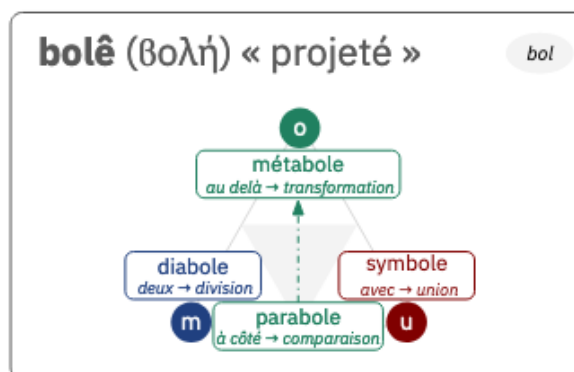 bolê (βολή) « projeté »
bol
o
métabole
au delà → transformation
diabole
deux → division
symbole
avec → union
m
parabole
à côté → comparaison
u